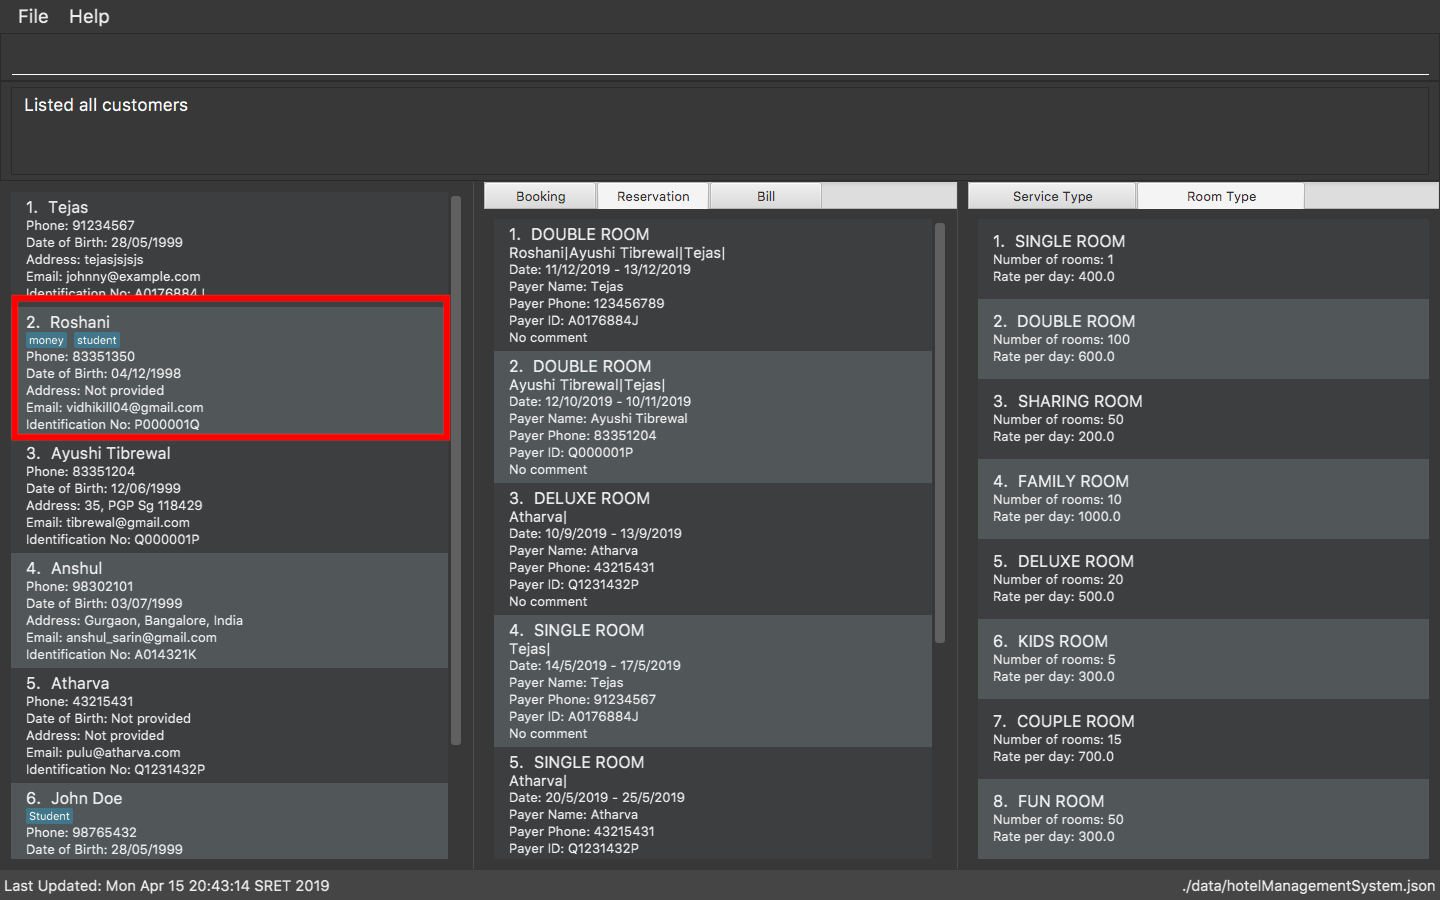 File Help
Listed all customers
1. Tejas
Phone: 91234567
Date of Birth: 28/05/1999
Address: tejasjsjsjs
Email: johnny@example.com
Identification No: A0176884J
2. Roshani
money student
Phone: 83351350
Date of Birth: 04/12/1998
Address: Not provided
Email: vidhikill04@gmail.com
Identification No: P000001Q
3. Ayushi Tibrewal
Phone: 83351204
Date of Birth: 12/06/1999
Address: 35, PGP Sg 118429
Email: tibrewal@gmail.com
Identification No: Q000001P
4. Anshul
Phone: 98302101
Date of Birth: 03/07/1999
Address: Gurgaon, Bangalore, India
Email: anshul_sarin@gmail.com
Identification No: A014321K
5. Atharva
Phone: 43215431
Date of Birth: Not provided
Address: Not provided
Email: pulu@atharva.com
Identification No: Q1231432P
6. John Doe
Student
Phone: 98765432
Date of Birth: 28/05/1999
Booking Reservation Bill
1. DOUBLE ROOM
Roshani|Ayushi Tibrewal|Tejas|
Date: 11/12/2019 - 13/12/2019
Payer Name: Tejas
Payer Phone: 123456789
Payer ID: A0176884J
No comment
2. DOUBLE ROOM
Ayushi Tibrewal|Tejas|
Date: 12/10/2019 - 10/11/2019
Payer Name: Ayushi Tibrewal
Payer Phone: 83351204
Payer ID: Q000001P
No comment
3. DELUXE ROOM
Atharva|
Date: 10/9/2019 - 13/9/2019
Payer Name: Atharva
Payer Phone: 43215431
Payer ID: Q1231432P
No comment
4. SINGLE ROOM
Tejas|
Date: 14/5/2019 - 17/5/2019
Payer Name: Tejas
Payer Phone: 91234567
Payer ID: A0176884J
No comment
5. SINGLE ROOM
Atharva|
Date: 20/5/2019 - 25/5/2019
Payer Name: Atharva
Payer Phone: 43215431
Payer ID: Q1231432P
Service Type Room Type
1. SINGLE ROOM
Number of rooms: 1
Rate per day: 400.0
2. DOUBLE ROOM
Number of rooms: 100
Rate per day: 600.0
3. SHARING ROOM
Number of rooms: 50
Rate per day: 200.0
4. FAMILY ROOM
Number of rooms: 10
Rate per day: 1000.0
5. DELUXE ROOM
Number of rooms: 20
Rate per day: 500.0
6. KIDS ROOM
Number of rooms: 5
Rate per day: 300.0
7. COUPLE ROOM
Number of rooms: 15
Rate per day: 700.0
8. FUN ROOM
Number of rooms: 50
Rate per day: 300.0
Last Updated: Mon Apr 15 20:43:14 SRET 2019
./data/hotelManagementSystem.json